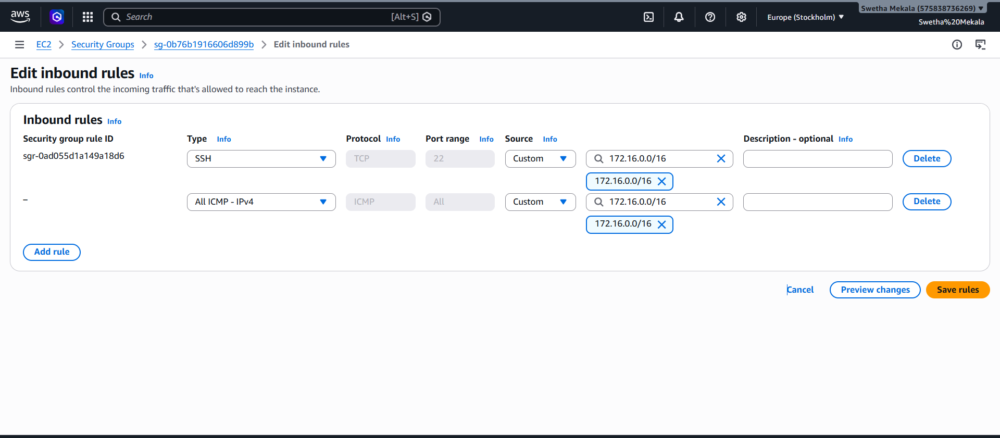 aws
Search [Alt+S]
Europe (Stockholm)
Swetha Mekala (575838736269)
Swetha%20Mekala
EC2 Security Groups sg-0b76b1916606d899b Edit inbound rules
Edit inbound rules Info
Inbound rules control the incoming traffic that's allowed to reach the instance.
Inbound rules Info
Security group rule ID Type Info Protocol Info Port range Info Source Info Description - optional Info
sgr-0ad055d1a149a18d6 SSH TCP 22 Custom 172.16.0.0/16 Delete
172.16.0.0/16
– All ICMP - IPv4 ICMP All Custom 172.16.0.0/16 Delete
172.16.0.0/16
Add rule
Cancel Preview changes Save rules